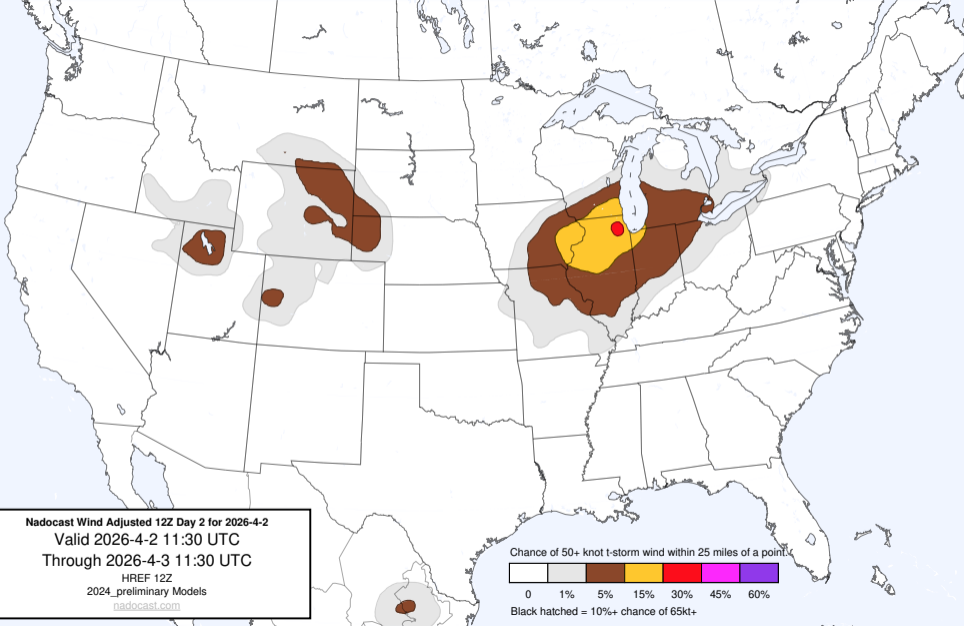 Nadocast Wind Adjusted 12Z Day 2 for 2026-4-2
Valid 2026-4-2 11:30 UTC
Through 2026-4-3 11:30 UTC
HREF 12Z
2024_preliminary Models
nadocast.com
Chance of 50+ knot t-storm wind within 25 miles of a point.
0 1% 5% 15% 30% 45% 60%
Black hatched = 10%+ chance of 65kt+